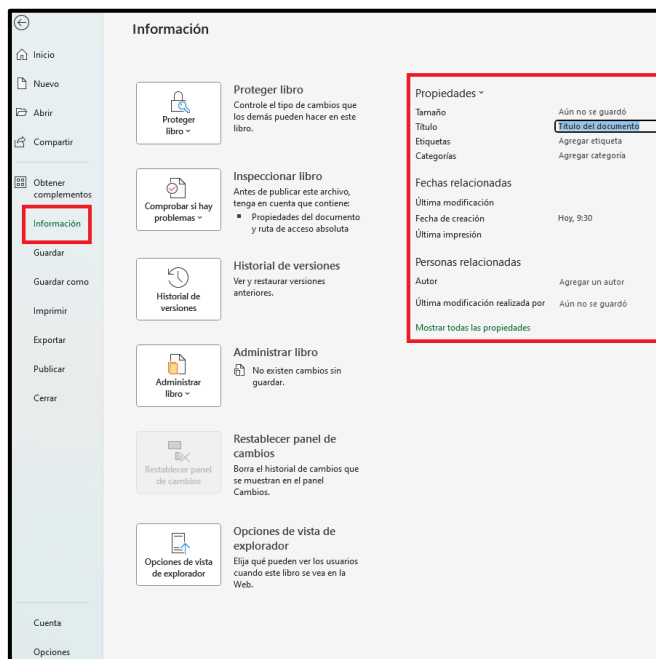 Información
Inicio
Nuevo
Abrir
Compartir
Obtener
complementos
Información
Guardar
Guardar como
Imprimir
Exportar
Publicar
Cerrar
Cuenta
Opciones
Proteger
libro
Proteger libro
Controle el tipo de cambios que
los demás pueden hacer en este
libro.
Comprobar si hay
problemas
Inspeccionar libro
Antes de publicar este archivo,
tenga en cuenta que contiene:
Propiedades del documento
y ruta de acceso absoluta
Historial de
versiones
Historial de versiones
Ver y restaurar versiones
anteriores.
Administrar
libro
Administrar libro
No existen cambios sin
guardar.
Restablecer panel
de cambios
Restablecer panel de
cambios
Borra el historial de cambios que
se muestran en el panel
Cambios.
Opciones de vista
de explorador
Opciones de vista de
explorador
Elija qué pueden ver los usuarios
cuando este libro se vea en la
Web.
Propiedades
Tamaño Aún no se guardó
Título Título del documento
Etiquetas Agregar etiqueta
Categorías Agregar categoría
Fechas relacionadas
Última modificación
Fecha de creación Hoy, 9:30
Última impresión
Personas relacionadas
Autor Agregar un autor
Última modificación realizada por Aún no se guardó
Mostrar todas las propiedades